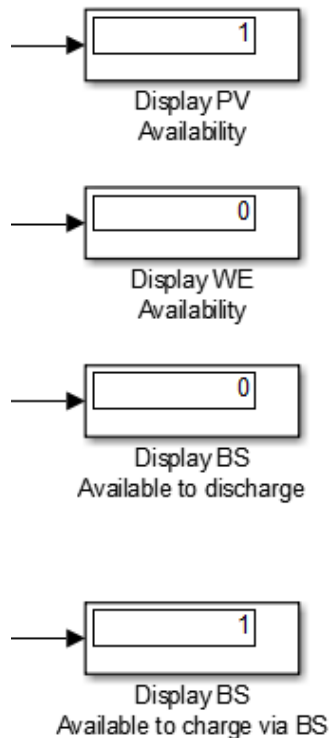 1
Display PV
Availability
0
Display WE
Availability
0
Display BS
Available to discharge
1
Display BS
Available to charge via BS